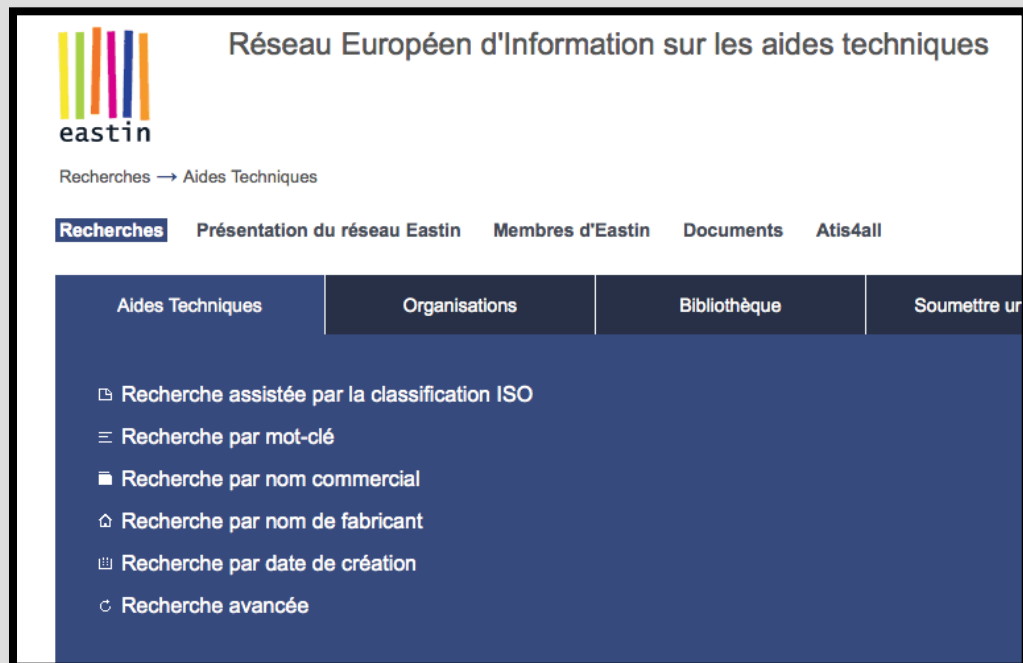 Réseau Européen d'Information sur les aides techniques
eastin
Recherches → Aides Techniques
Recherches Présentation du réseau Eastin Membres d'Eastin Documents Atis4all
Aides Techniques Organisations Bibliothèque Soumettre un
Recherche assistée par la classification ISO
Recherche par mot-clé
Recherche par nom commercial
Recherche par nom de fabricant
Recherche par date de création
Recherche avancée